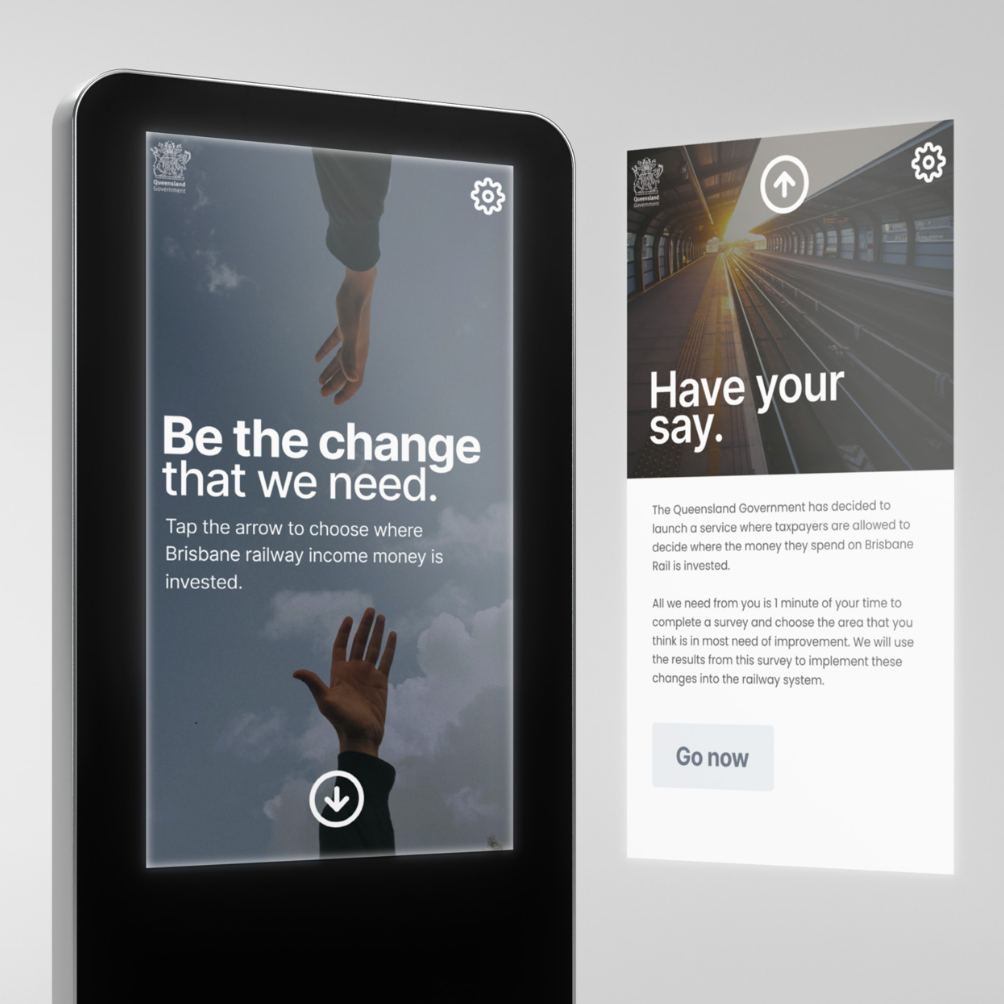 Queensland
Government
Be the change
that we need.
Tap the arrow to choose where
Brisbane railway income money is
invested.
Queensland
Government
Have your
say.
The Queensland Government has decided to
launch a service where taxpayers are allowed to
decide where the money they spend on Brisbane
Rail is invested.
All we need from you is 1 minute of your time to
complete a survey and choose the area that you
think is in most need of improvement. We will use
the results from this survey to implement these
changes into the railway system.
Go now